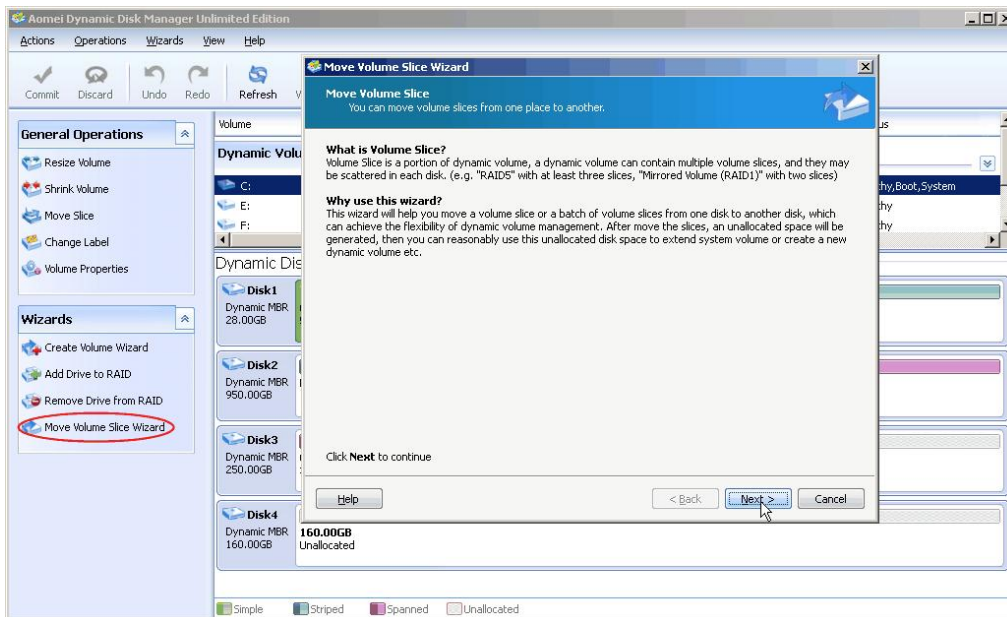 Aomei Dynamic Disk Manager Unlimited Edition
Actions Operations Wizards View Help
Commit Discard Undo Redo Refresh
General Operations
Resize Volume
Shrink Volume
Move Slice
Change Label
Volume Properties
Wizards
Create Volume Wizard
Add Drive to RAID
Remove Drive from RAID
Move Volume Slice Wizard
Volume
Dynamic Volu
C:
E:
F:
us
thy,Boot,System
thy
thy
Dynamic Dis
Disk1
Dynamic MBR
28.00GB
Disk2
Dynamic MBR
950.00GB
Disk3
Dynamic MBR
250.00GB
Disk4
Dynamic MBR
160.00GB
160.00GB
Unallocated
Simple Striped Spanned Unallocated
Move Volume Slice Wizard
Move Volume Slice
You can move volume slices from one place to another.
What is Volume Slice?
Volume Slice is a portion of dynamic volume, a dynamic volume can contain multiple volume slices, and they may
be scattered in each disk. (e.g. "RAID5" with at least three slices, "Mirrored Volume (RAID1)" with two slices)
Why use this wizard?
This wizard will help you move a volume slice or a batch of volume slices from one disk to another disk, which
can achieve the flexibility of dynamic volume management. After move the slices, an unallocated space will be
generated, then you can reasonably use this unallocated disk space to extend system volume or create a new
dynamic volume etc.
Click Next to continue
Help < Back Next > Cancel